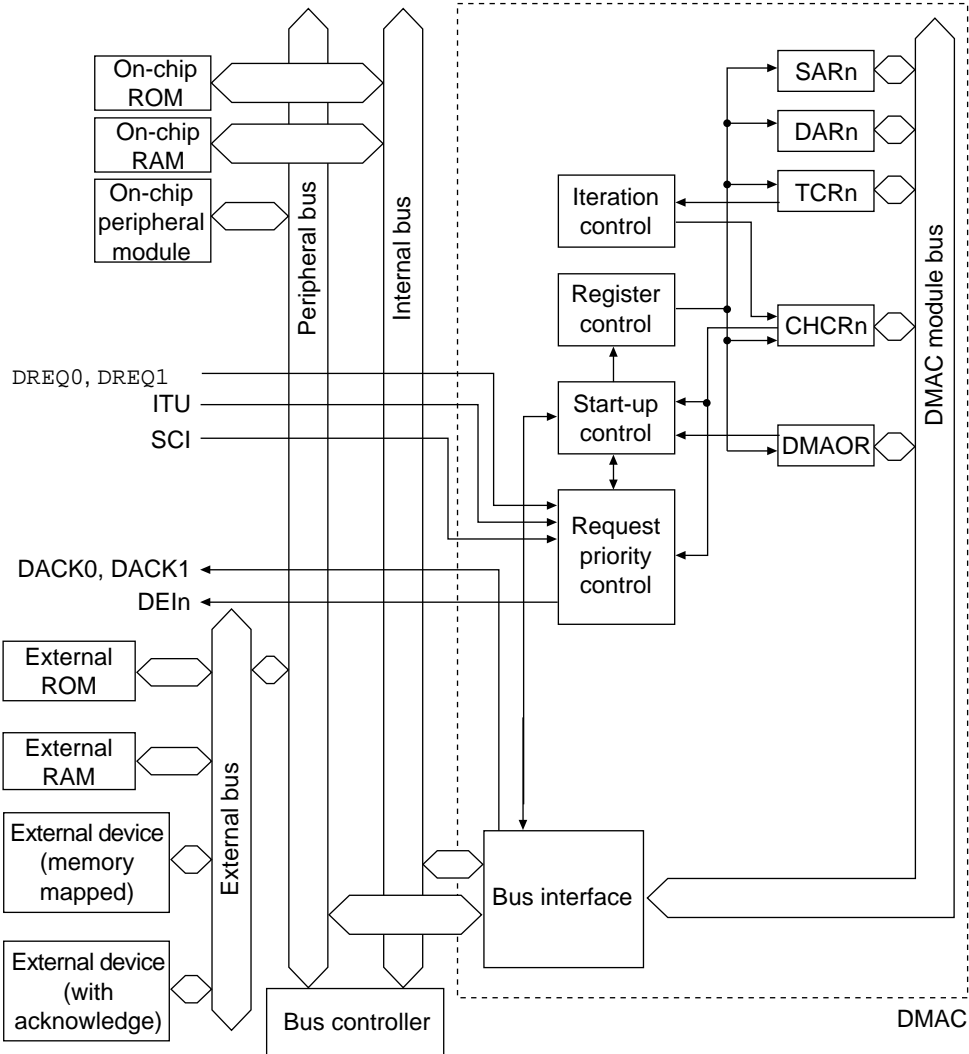 On-chip
ROM
On-chip
RAM
On-chip
peripheral
module
Peripheral bus
Internal bus
SARn
DARn
TCRn
Iteration
control
Register
control
CHCRn
DMAC module bus
DREQ0, DREQ1
ITU
SCI
Start-up
control
DMAOR
Request
priority
control
DACK0, DACK1
DEIn
External
ROM
External
RAM
External bus
External device
(memory
mapped)
Bus interface
External device
(with
acknowledge)
Bus controller
DMAC